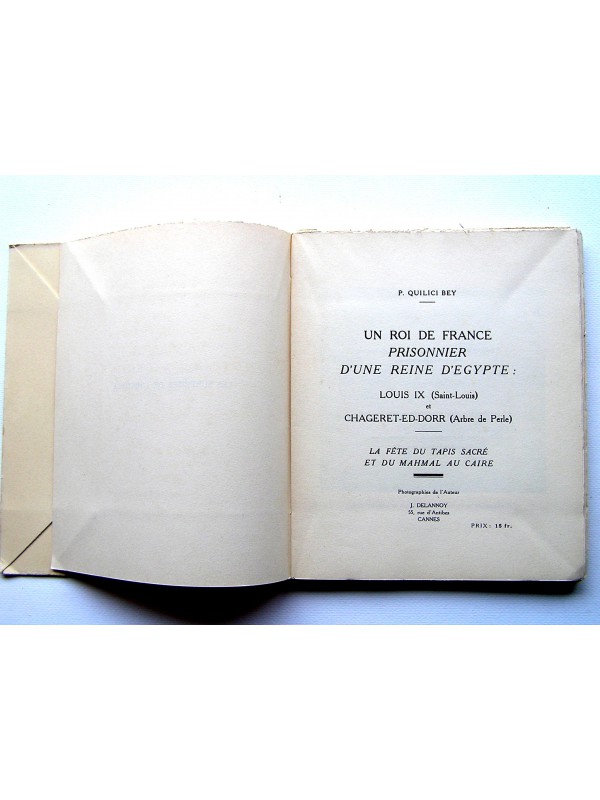 P. QUILICI BEY
UN ROI DE FRANCE
PRISONNIER
D'UNE REINE D'EGYPTE :
LOUIS IX (Saint-Louis)
et
CHAGERET-ED-DORR (Arbre de Perle)
LA FÊTE DU TAPIS SACRÉ
ET DU MAHMAL AU CAIRE
Photographies de l'Auteur
J. DELANNOY
55, rue d'Antibes
CANNES
PRIX : 18 fr.